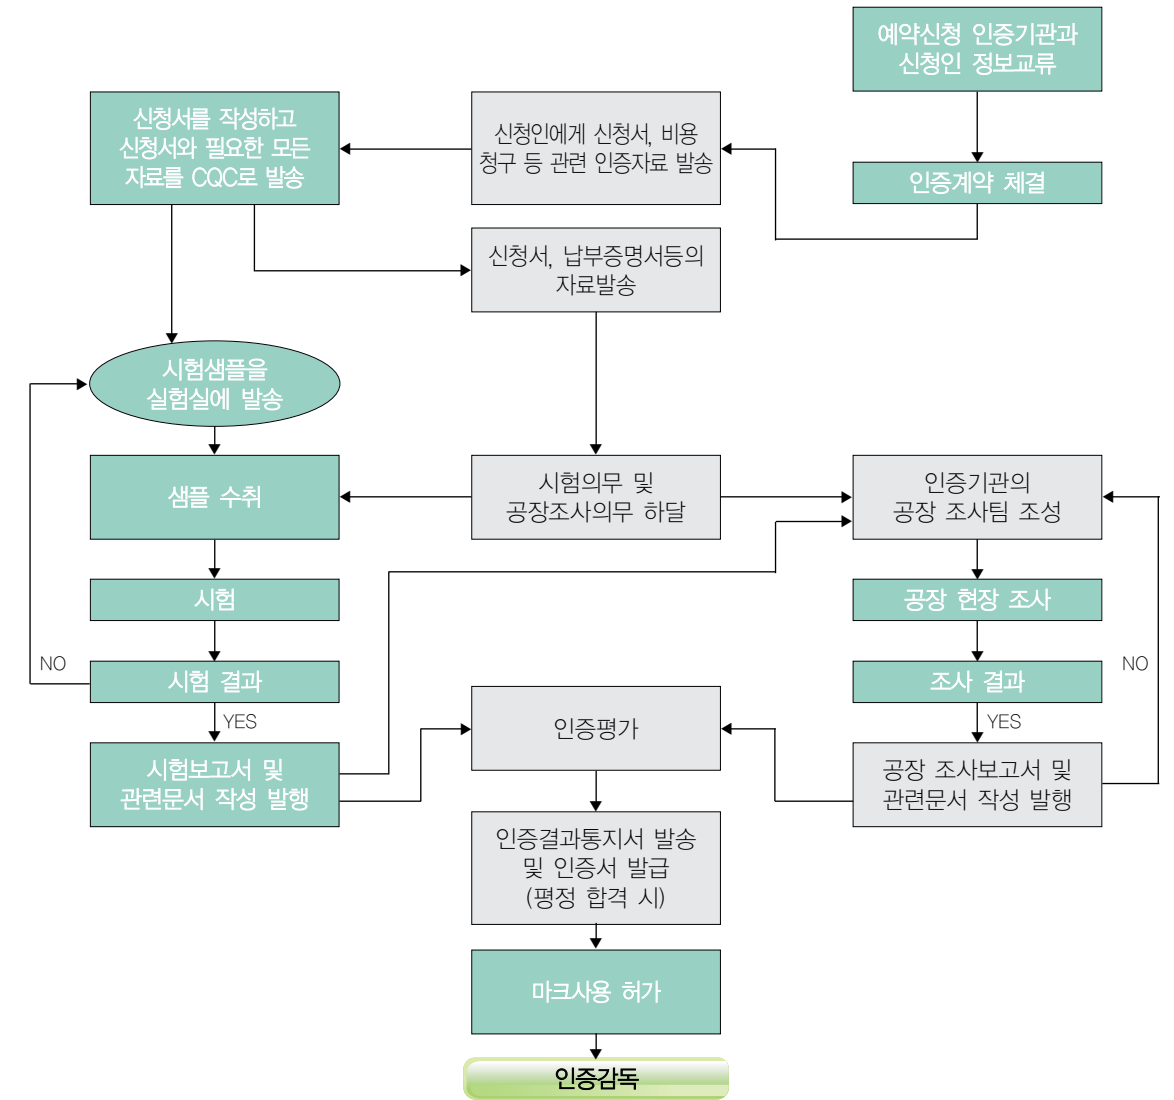 예약신청 인증기관과
신청인 정보교류
인증계약 체결
신청인에게 신청서, 비용
청구 등 관련 인증자료 발송
신청서를 작성하고
신청서와 필요한 모든
자료를 CQC로 발송
신청서, 납부증명서등의
자료발송
시험샘플을
실험실에 발송
샘플 수취
시험의무 및
공장조사의무 하달
인증기관의
공장 조사팀 조성
시험
공장 현장 조사
NO
시험 결과
조사 결과
NO
YES
YES
시험보고서 및
관련문서 작성 발행
인증평가
공장 조사보고서 및
관련문서 작성 발행
인증결과통지서 발송
및 인증서 발급
(평정 합격 시)
마크사용 허가
인증감독